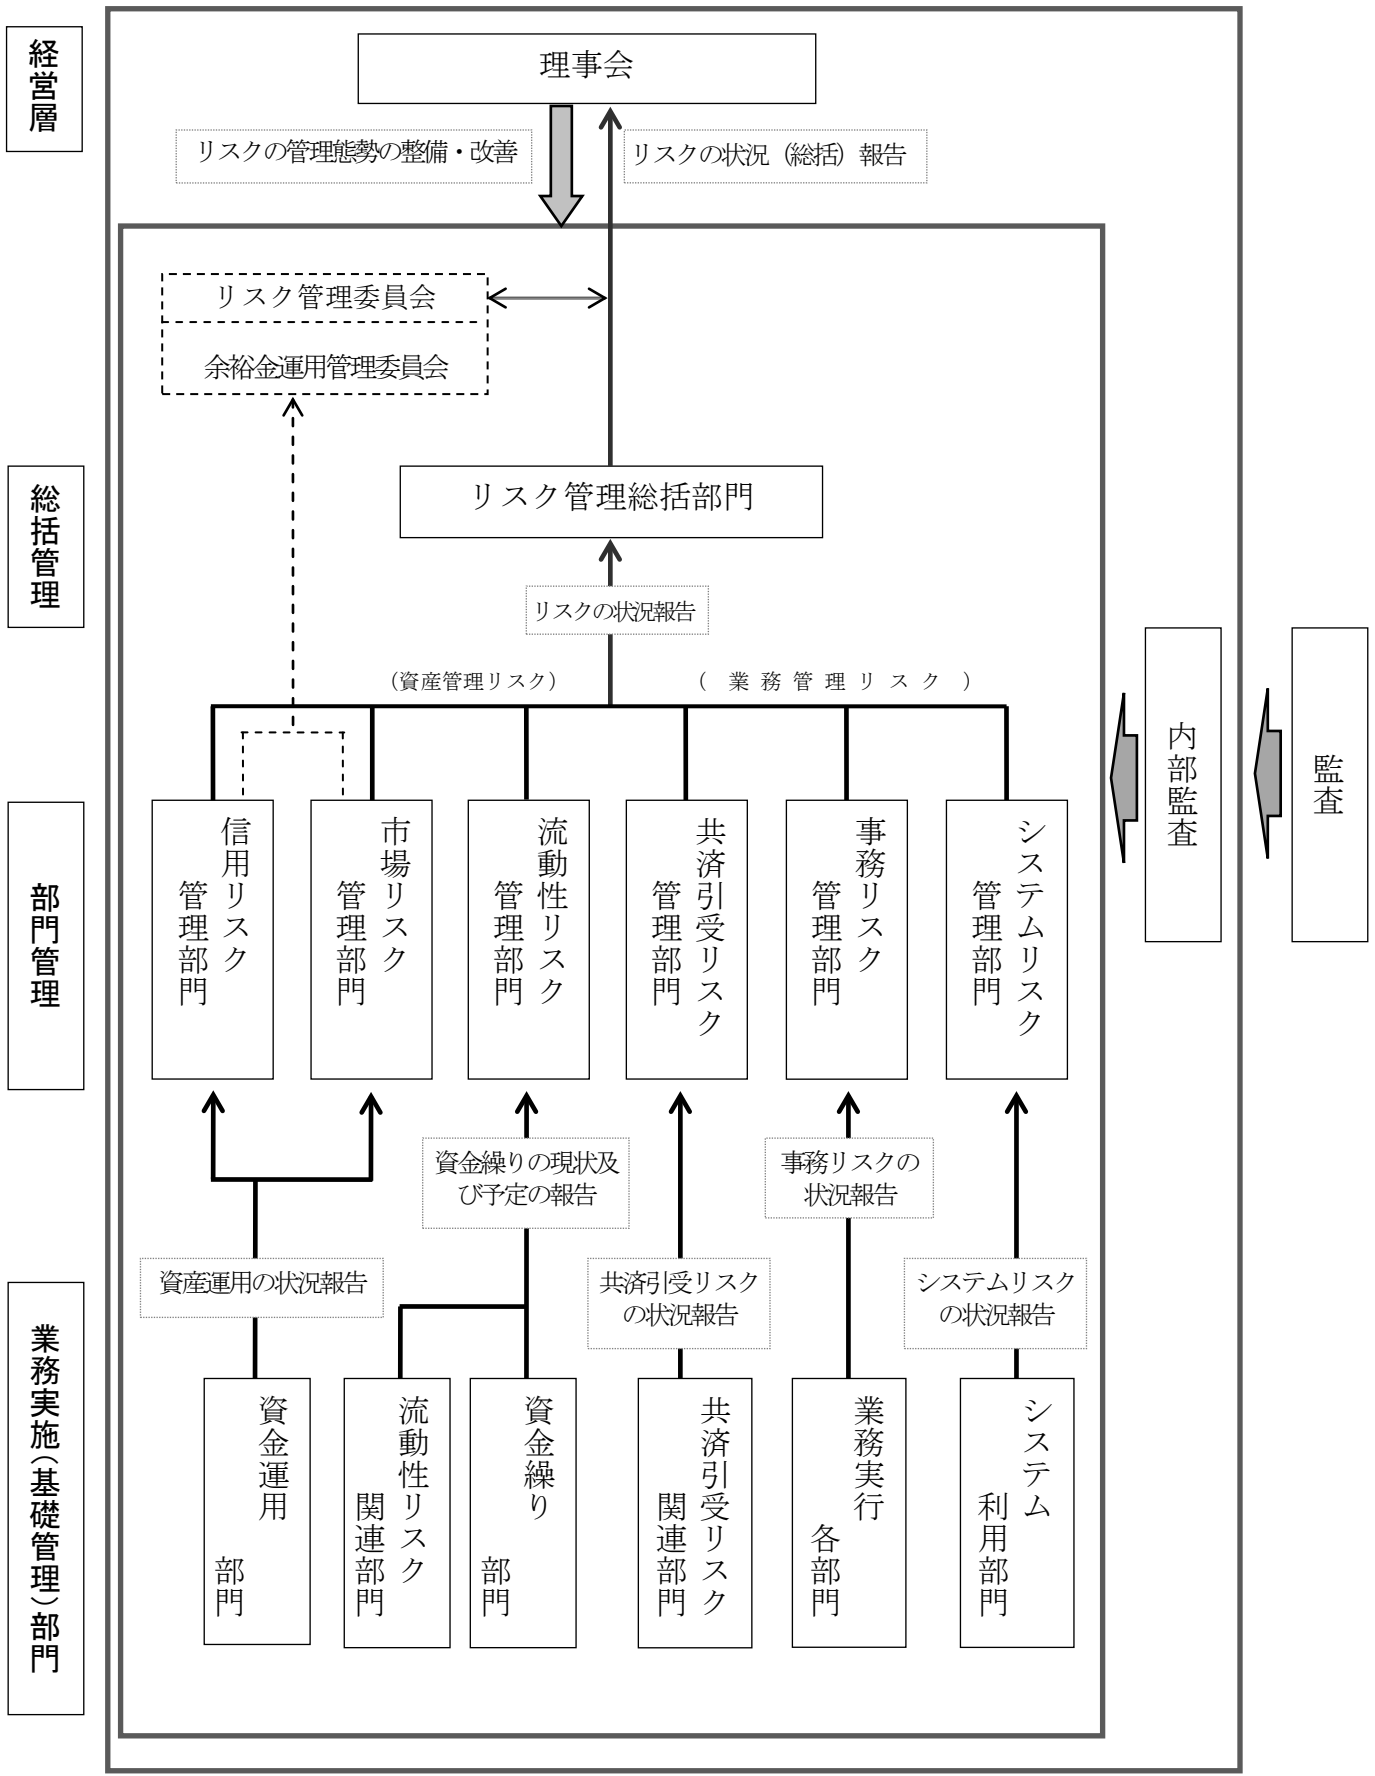 経営層
理事会
リスクの管理態勢の整備・改善
リスクの状況（総括）報告
リスク管理委員会
余裕金運用管理委員会
総括管理
リスク管理総括部門
リスクの状況報告
（資産管理リスク）
（ 業 務 管 理 リ ス ク ）
内部監査
監査
部門管理
信用リスク
管理部門
市場リスク
管理部門
流動性リスク
管理部門
共済引受リスク
管理部門
事務リスク
管理部門
システムリスク
管理部門
資金繰りの現状及
び予定の報告
事務リスクの
状況報告
資産運用の状況報告
共済引受リスク
の状況報告
システムリスク
の状況報告
業務実施（基礎管理）部門
資金運用
部門
流動性リスク
関連部門
資金繰り
部門
共済引受リスク
関連部門
業務実行
各部門
システム
利用部門